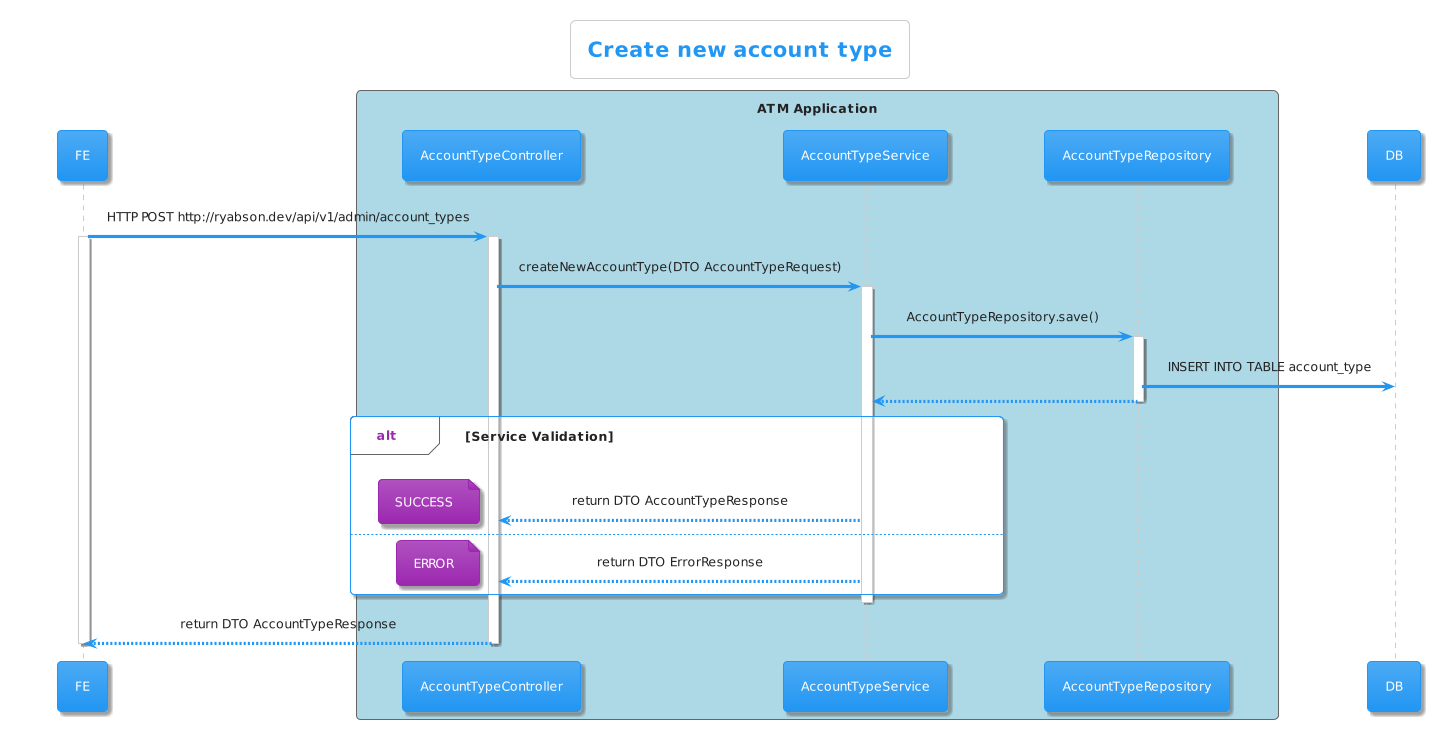 Create new account type
ATM Application
FE
AccountTypeController
AccountTypeService
AccountTypeRepository
DB
HTTP POST http://ryabson.dev/api/v1/admin/account_types
createNewAccountType(DTO AccountTypeRequest)
AccountTypeRepository.save()
INSERT INTO TABLE account_type
alt
[Service Validation]
SUCCESS
return DTO AccountTypeResponse
ERROR
return DTO ErrorResponse
return DTO AccountTypeResponse
FE
AccountTypeController
AccountTypeService
AccountTypeRepository
DB